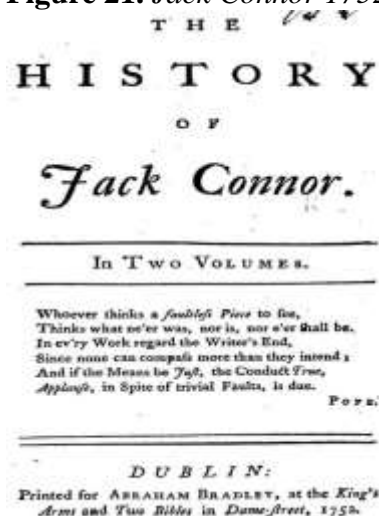 Figure 21. Jack Connor 1752
THE
HISTORY
OF
Jack Connor.
In TWO VOLUMES.
Whoever thinks a faultleſs Piece to ſee,
Thinks what ne'er was, nor is, nor e'er ſhall be.
In ev'ry Work regard the Writer's End,
Since none can compaſs more than they intend;
And if the Means be Juſt, the Conduct True,
Applauſe, in Spite of trivial Faults, is due.
POPE.
DUBLIN:
Printed for ABRAHAM BRADLEY, at the King's
Arms and Two Bibles in Dame-ſtreet, 1752.